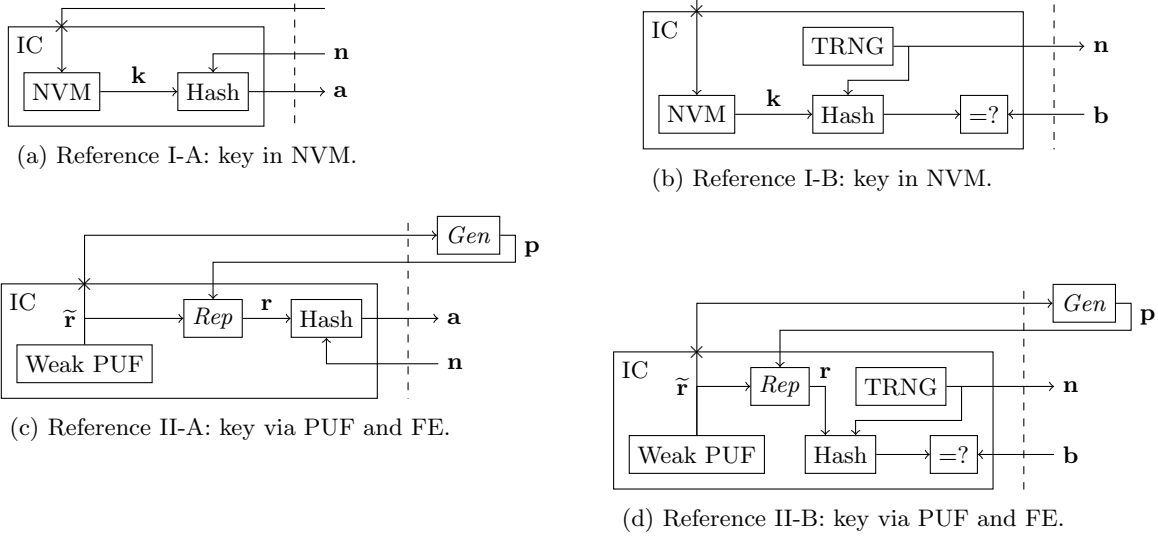 IC
n
NVM
k
Hash
a
(a) Reference I-A: key in NVM.
IC
TRNG
n
NVM
k
Hash
=?
b
(b) Reference I-B: key in NVM.
Gen
p
IC
r̃
Rep
r
Hash
a
Weak PUF
n
(c) Reference II-A: key via PUF and FE.
Gen
p
IC
r̃
Rep
r
TRNG
n
Weak PUF
Hash
=?
b
(d) Reference II-B: key via PUF and FE.